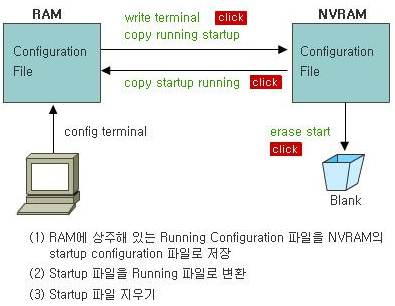 RAM
NVRAM
write terminal click
copy running startup
Configuration
File
Configuration
File
copy startup running click
config terminal
erase start
click
Blank
(1) RAM에 상주해 있는 Running Configuration 파일을 NVRAM의
startup configuration 파일로 저장
(2) Startup 파일을 Running 파일로 변환
(3) Startup 파일 지우기